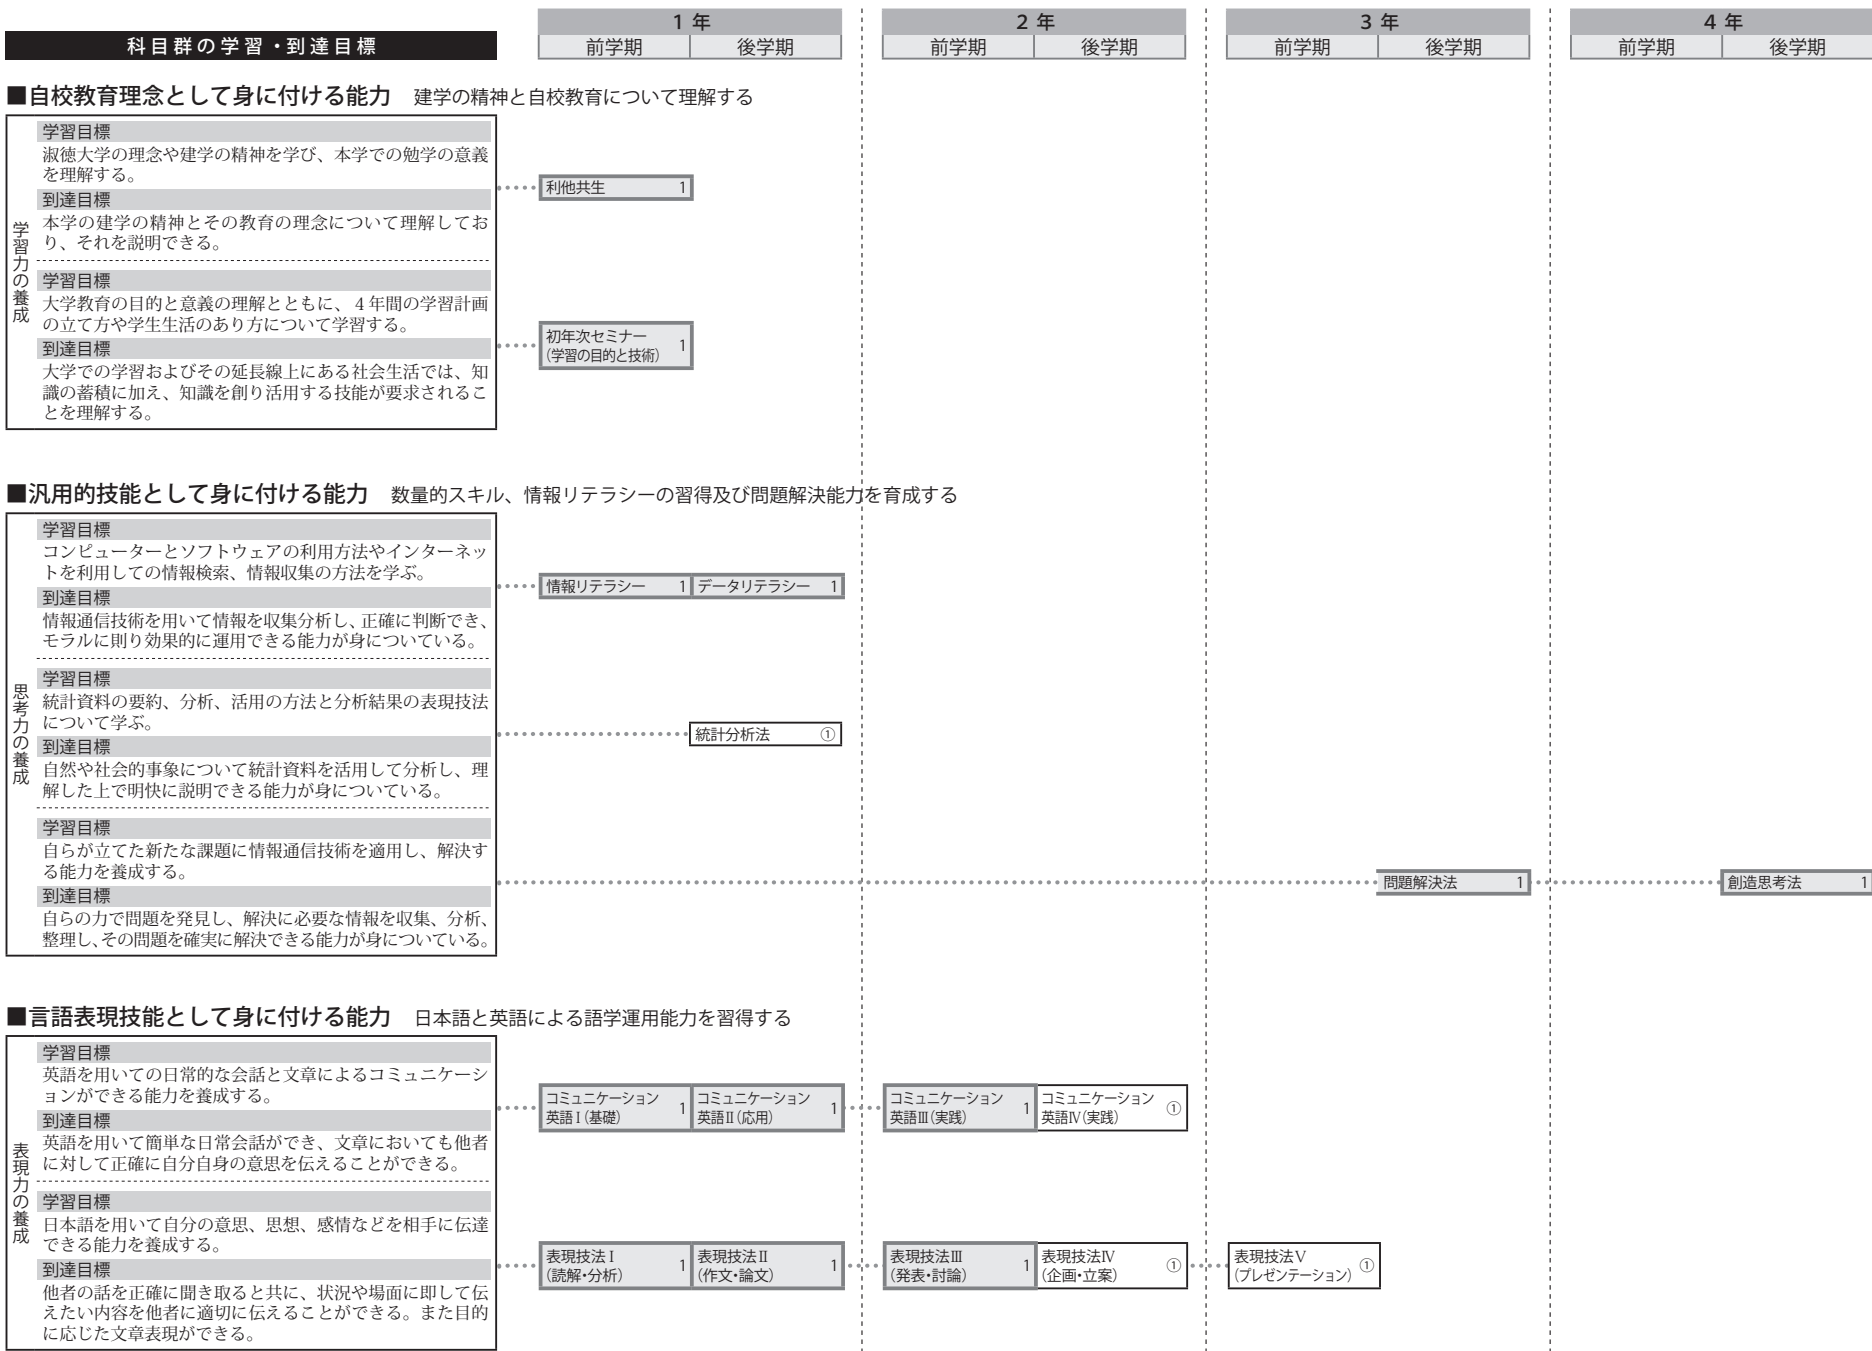 科目群の学習・到達目標
1 年
2 年
3 年
4 年
前学期
後学期
前学期
後学期
前学期
後学期
前学期
後学期
■自校教育理念として身に付ける能力 建学の精神と自校教育について理解する
学習力の養成
学習目標
淑徳大学の理念や建学の精神を学び、本学での勉学の意義
を理解する。
到達目標
本学の建学の精神とその教育の理念について理解してお
り、それを説明できる。
利他共生 1
学習目標
大学教育の目的と意義の理解とともに、4年間の学習計画
の立て方や学生生活のあり方について学習する。
到達目標
大学での学習およびその延長線上にある社会生活では、知
識の蓄積に加え、知識を創り活用する技能が要求されるこ
とを理解する。
初年次セミナー
(学習の目的と技術) 1
■汎用的技能として身に付ける能力 数量的スキル、情報リテラシーの習得及び問題解決能力を育成する
思考力の養成
学習目標
コンピューターとソフトウェアの利用方法やインターネッ
トを利用しての情報検索、情報収集の方法を学ぶ。
到達目標
情報通信技術を用いて情報を収集分析し、正確に判断でき、
モラルに則り効果的に運用できる能力が身についている。
情報リテラシー 1
データリテラシー 1
学習目標
統計資料の要約、分析、活用の方法と分析結果の表現技法
について学ぶ。
到達目標
自然や社会的事象について統計資料を活用して分析し、理
解した上で明快に説明できる能力が身についている。
統計分析法 ①
学習目標
自らが立てた新たな課題に情報通信技術を適用し、解決す
る能力を養成する。
到達目標
自らの力で問題を発見し、解決に必要な情報を収集、分析、
整理し、その問題を確実に解決できる能力が身についている。
問題解決法 1
創造思考法 1
■言語表現技能として身に付ける能力 日本語と英語による語学運用能力を習得する
表現力の養成
学習目標
英語を用いての日常的な会話と文章によるコミュニケーシ
ョンができる能力を養成する。
到達目標
英語を用いて簡単な日常会話ができ、文章においても他者
に対して正確に自分自身の意思を伝えることができる。
コミュニケーション
英語Ⅰ(基礎) 1
コミュニケーション
英語Ⅱ(応用) 1
コミュニケーション
英語Ⅲ(実践) 1
コミュニケーション
英語Ⅳ(実践) ①
学習目標
日本語を用いて自分の意思、思想、感情などを相手に伝達
できる能力を養成する。
到達目標
他者の話を正確に聞き取ると共に、状況や場面に即して伝
えたい内容を他者に適切に伝えることができる。また目的
に応じた文章表現ができる。
表現技法Ⅰ
(読解・分析) 1
表現技法Ⅱ
(作文・論文) 1
表現技法Ⅲ
(発表・討論) 1
表現技法Ⅳ
(企画・立案) ①
表現技法Ⅴ
(プレゼンテーション) ①